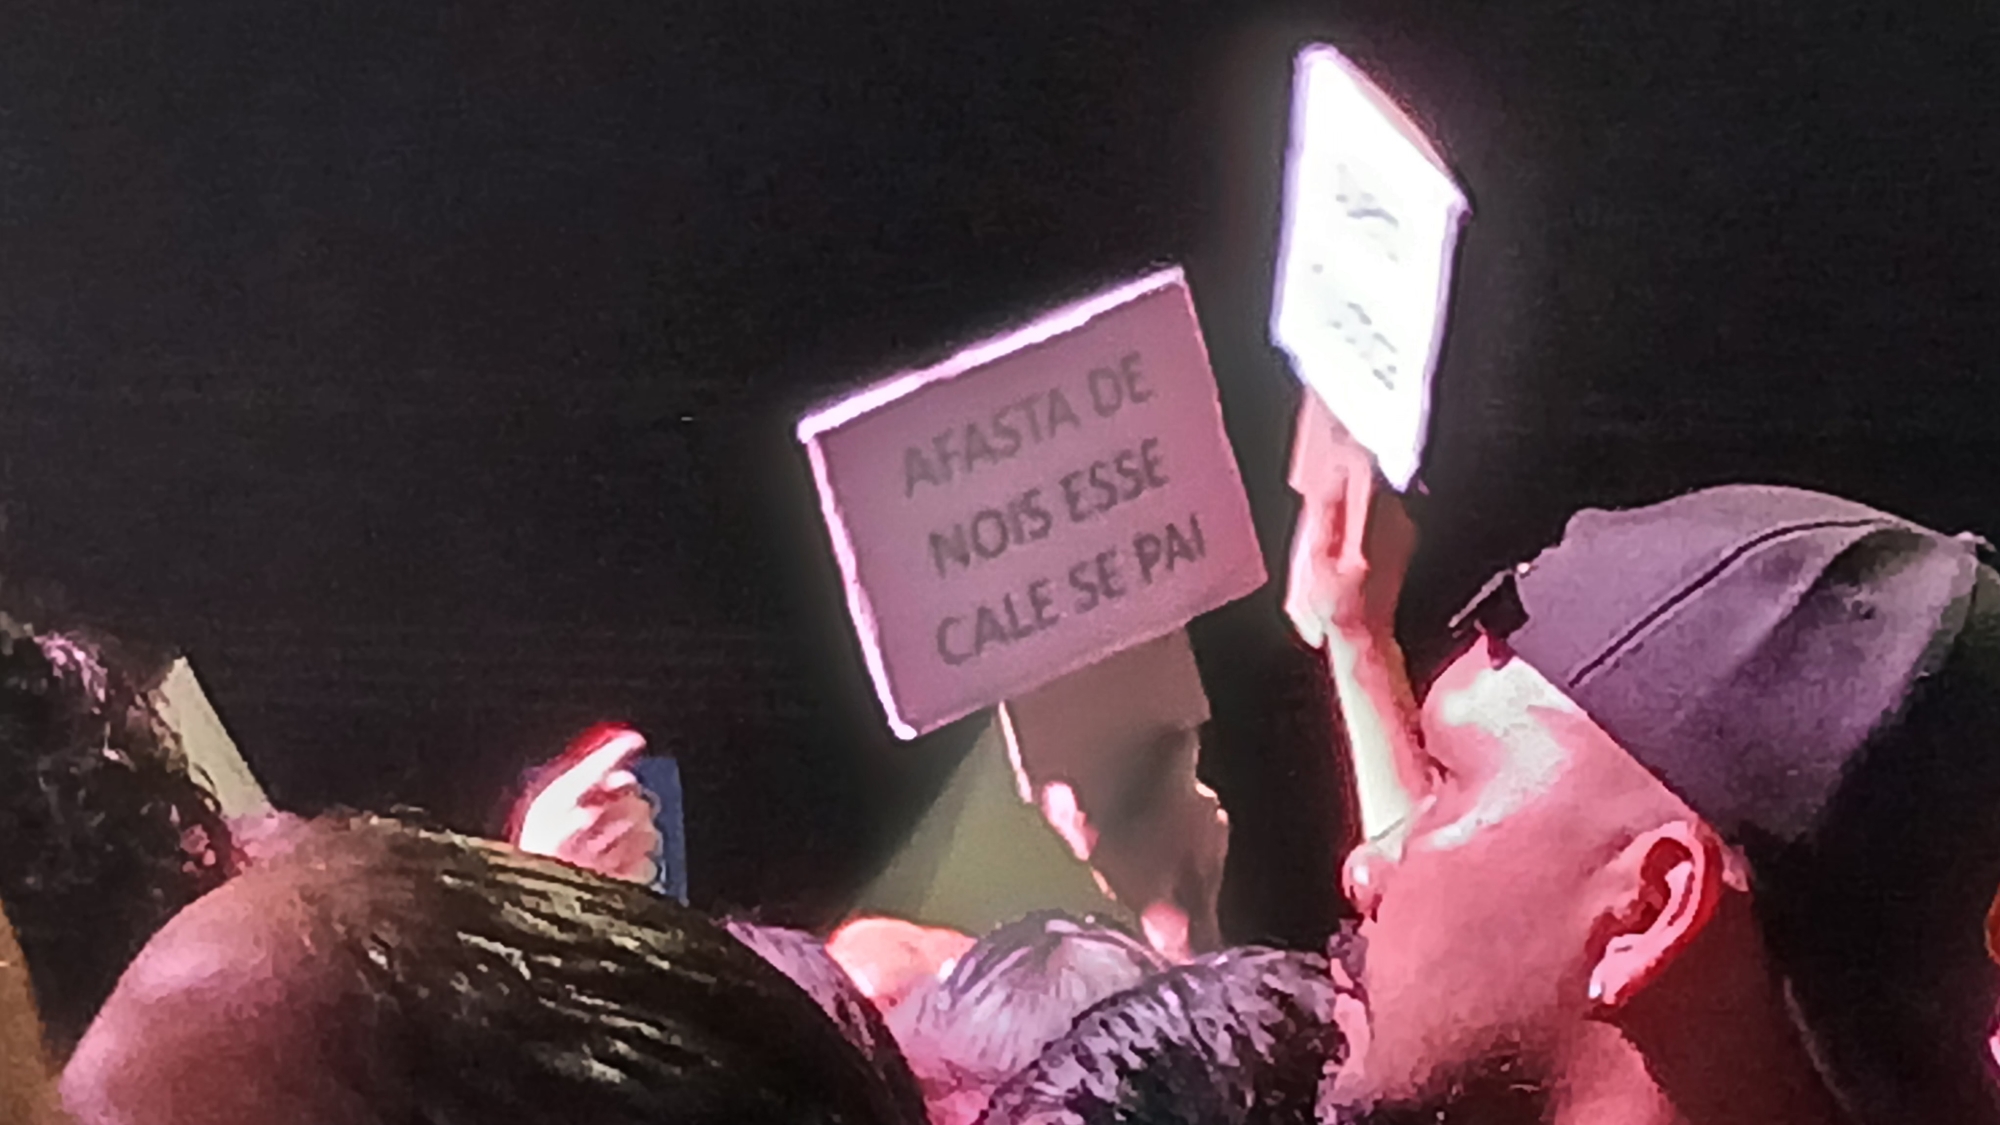 AFASTA DE
NOIS ESSE
CALE SE PAI